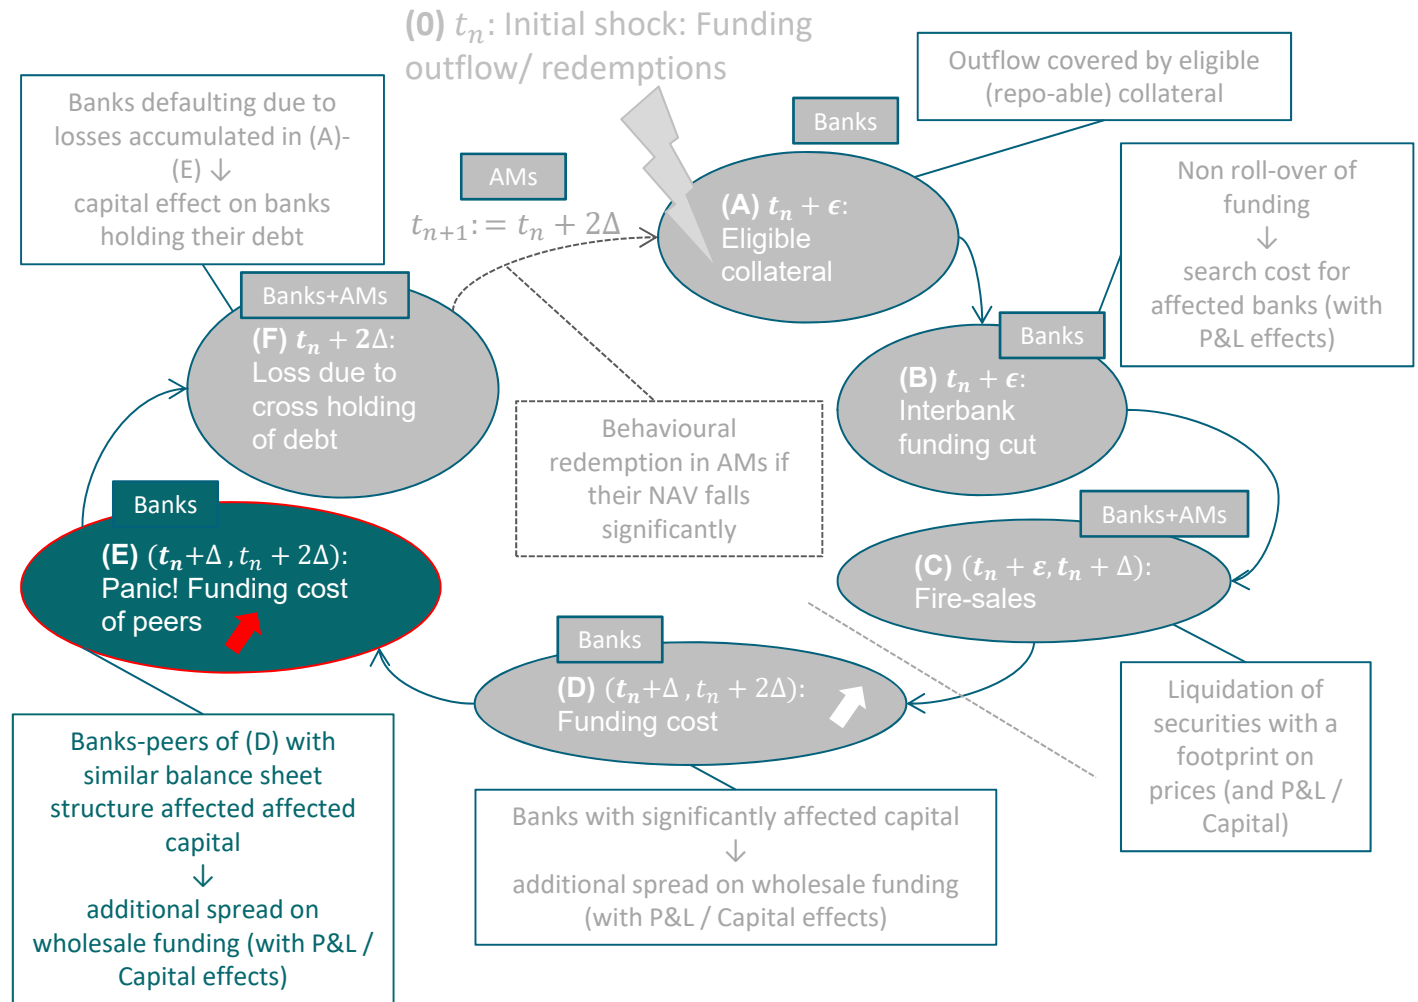 (0) tₙ: Initial shock: Funding
outflow/ redemptions
Outflow covered by eligible
(repo-able) collateral
Banks defaulting due to
losses accumulated in (A)-
(E) ↓
capital effect on banks
holding their debt
Banks
AMs
tₙ₊₁: = tₙ + 2Δ
(A) tₙ + ϵ:
Eligible
collateral
Non roll-over of
funding
↓
search cost for
affected banks (with
P&L effects)
Banks+AMs
(F) tₙ + 2Δ:
Loss due to
cross holding
of debt
Banks
(B) tₙ + ϵ:
Interbank
funding cut
Behavioural
redemption in AMs if
their NAV falls
significantly
Banks
(E) (tₙ+Δ , tₙ + 2Δ):
Panic! Funding cost
of peers
Banks+AMs
(C) (tₙ + ε, tₙ + Δ):
Fire-sales
Banks
(D) (tₙ+Δ , tₙ + 2Δ):
Funding cost
Liquidation of
securities with a
footprint on
prices (and P&L /
Capital)
Banks-peers of (D) with
similar balance sheet
structure affected affected
capital
↓
additional spread on
wholesale funding (with P&L /
Capital effects)
Banks with significantly affected capital
↓
additional spread on wholesale funding
(with P&L / Capital effects)